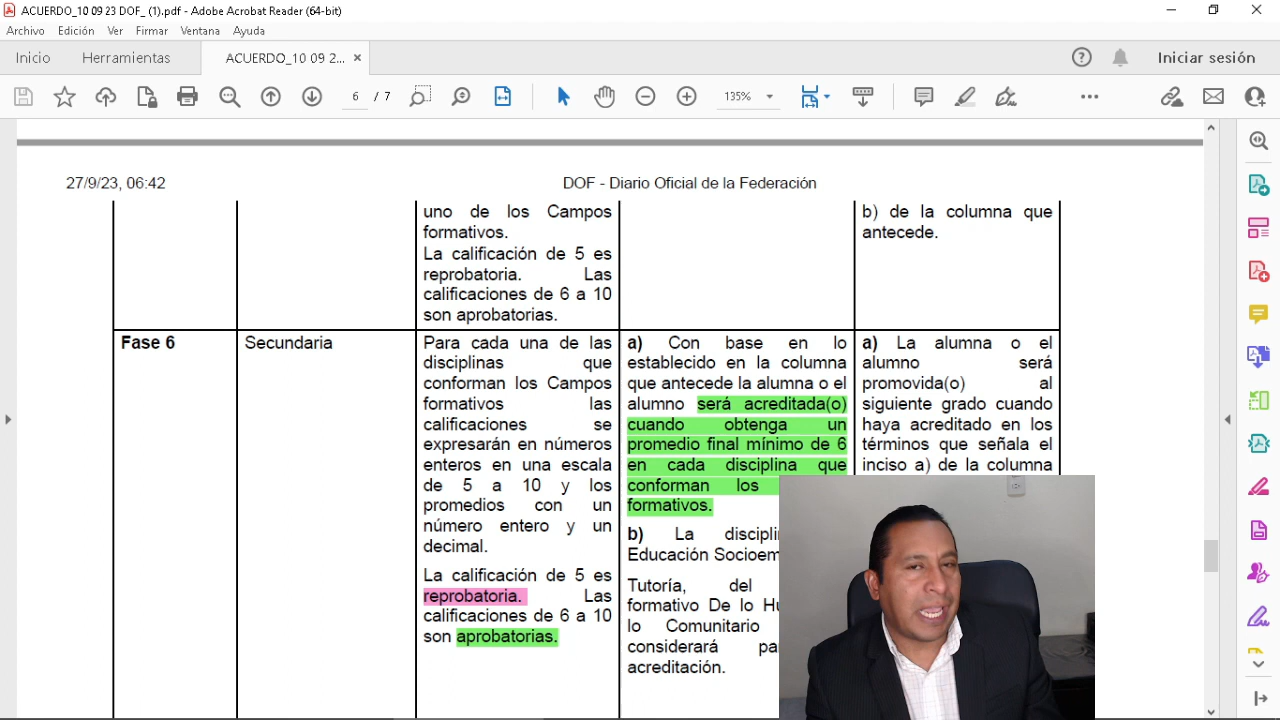 ACUERDO_10 09 23 DOF_ (1).pdf - Adobe Acrobat Reader (64-bit)
Archivo Edición Ver Firmar Ventana Ayuda
Inicio Herramientas ACUERDO_10 09 2... × Iniciar sesión
6 / 7 135%
27/9/23, 06:42 DOF - Diario Oficial de la Federación
uno de los Campos
formativos.
La calificación de 5 es
reprobatoria. Las
calificaciones de 6 a 10
son aprobatorias.
b) de la columna que
antecede.
Fase 6
Secundaria
Para cada una de las
disciplinas que
conforman los Campos
formativos las
calificaciones se
expresarán en números
enteros en una escala
de 5 a 10 y los
promedios con un
número entero y un
decimal.
La calificación de 5 es
reprobatoria. Las
calificaciones de 6 a 10
son aprobatorias.
a) Con base en lo
establecido en la columna
que antecede la alumna o el
alumno será acreditada(o)
cuando obtenga un
promedio final mínimo de 6
en cada disciplina que
conforman los
formativos.
b) La
Educación
Tutoría, del
formativo De lo
lo Comunitario
considerará
acreditación.
a) La alumna o el
alumno será
promovida(o) al
siguiente grado cuando
haya acreditado en los
términos que señala el
inciso a) de la columna